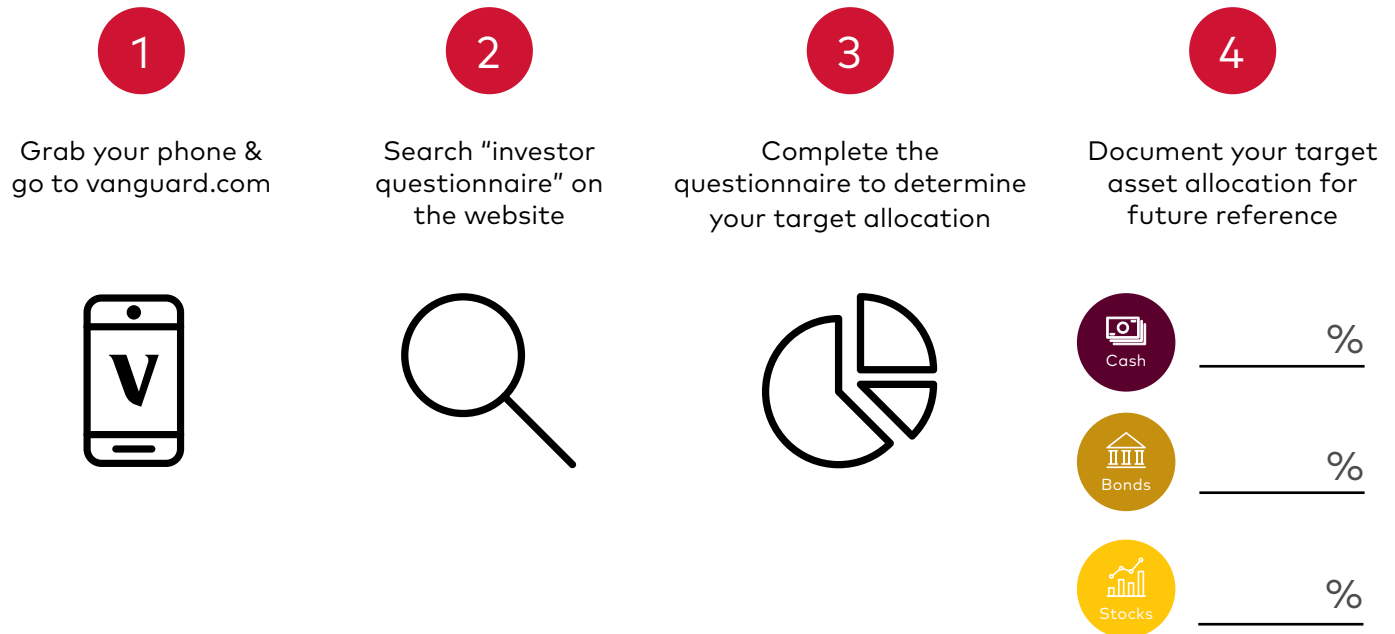 1
Grab your phone &
go to vanguard.com
V
2
Search "investor
questionnaire" on
the website
3
Complete the
questionnaire to determine
your target allocation
4
Document your target
asset allocation for
future reference
Cash
%
Bonds
%
Stocks
%